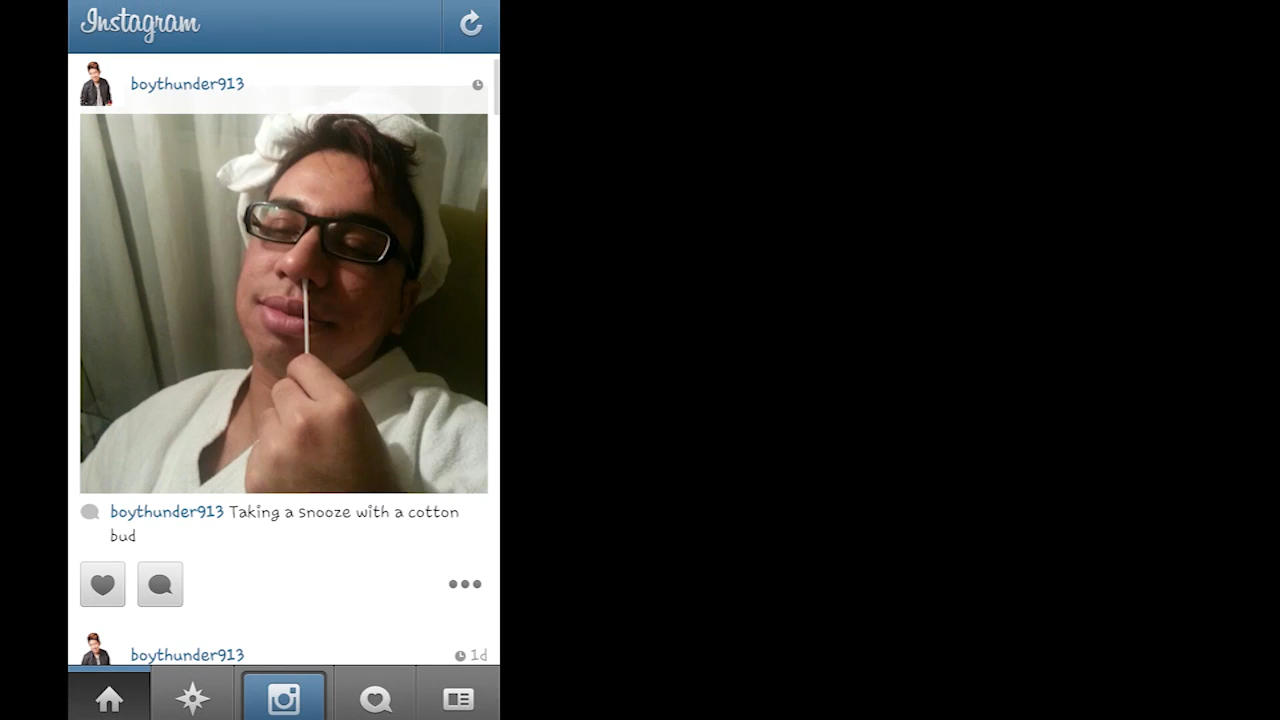 Instagram
boythunder913
boythunder913 Taking a snooze with a cotton
bud
boythunder913 1d